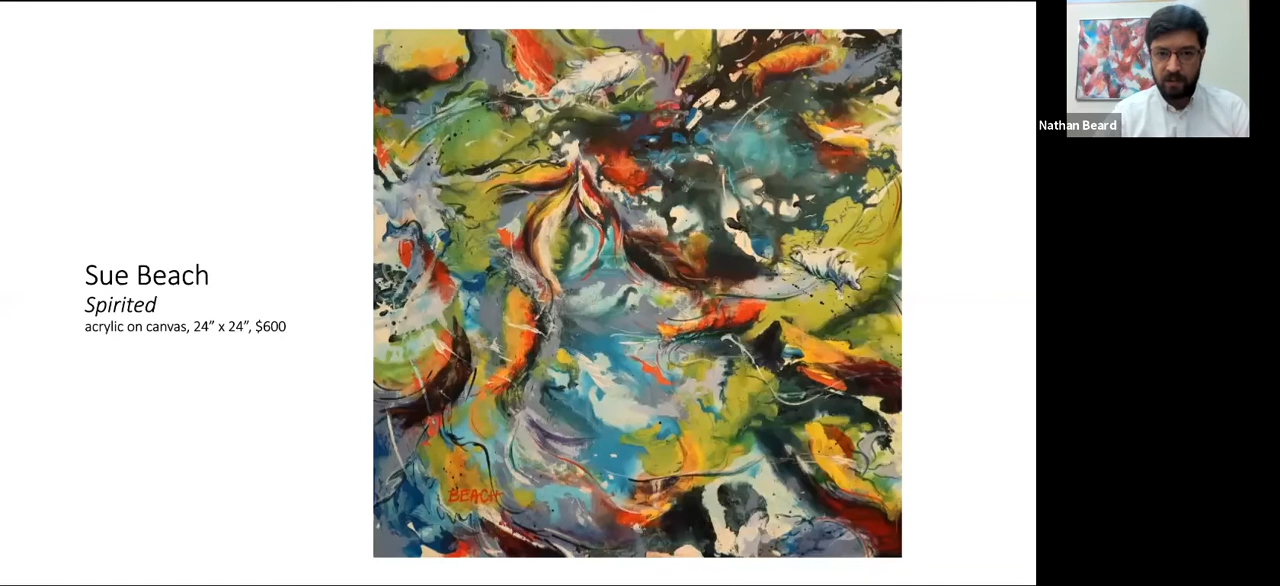 Sue Beach
Spirited
acrylic on canvas, 24” x 24”, $600
BEACH
Nathan Beard